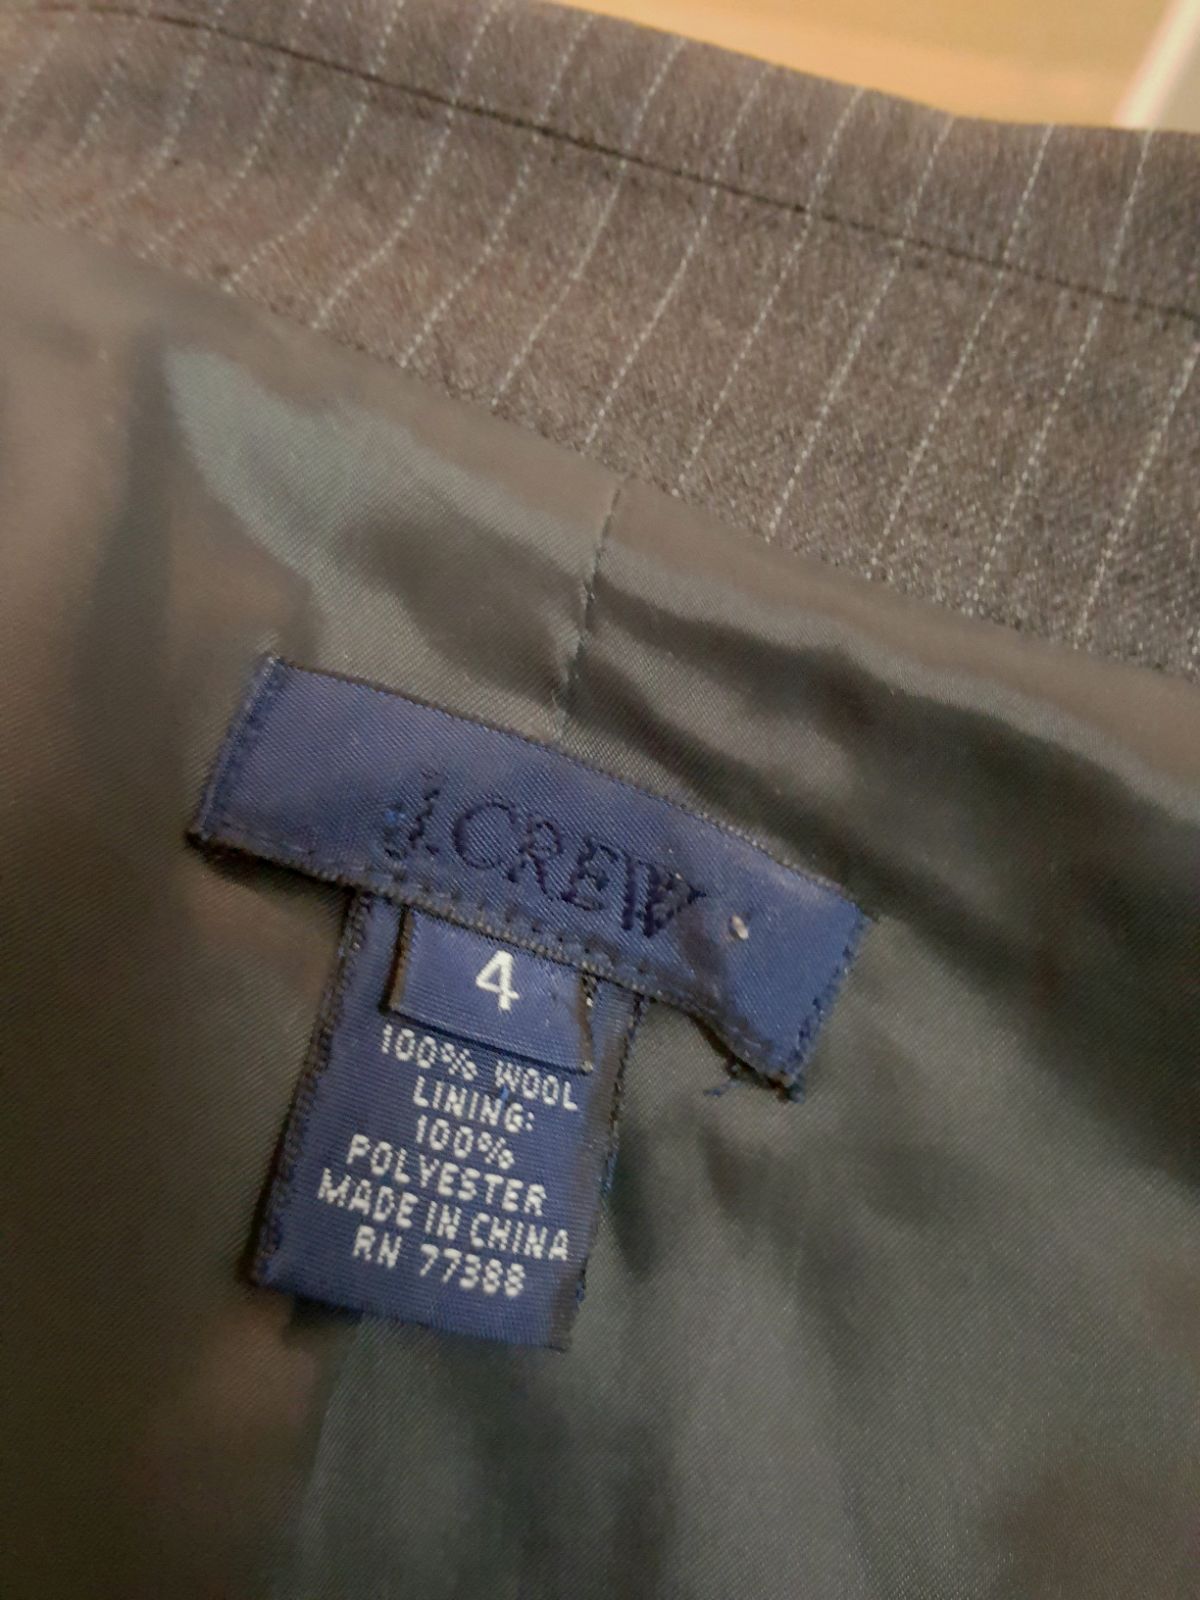 J.CREW
4
100% WOOL
LINING:
100%
POLYESTER
MADE IN CHINA
RN 77388